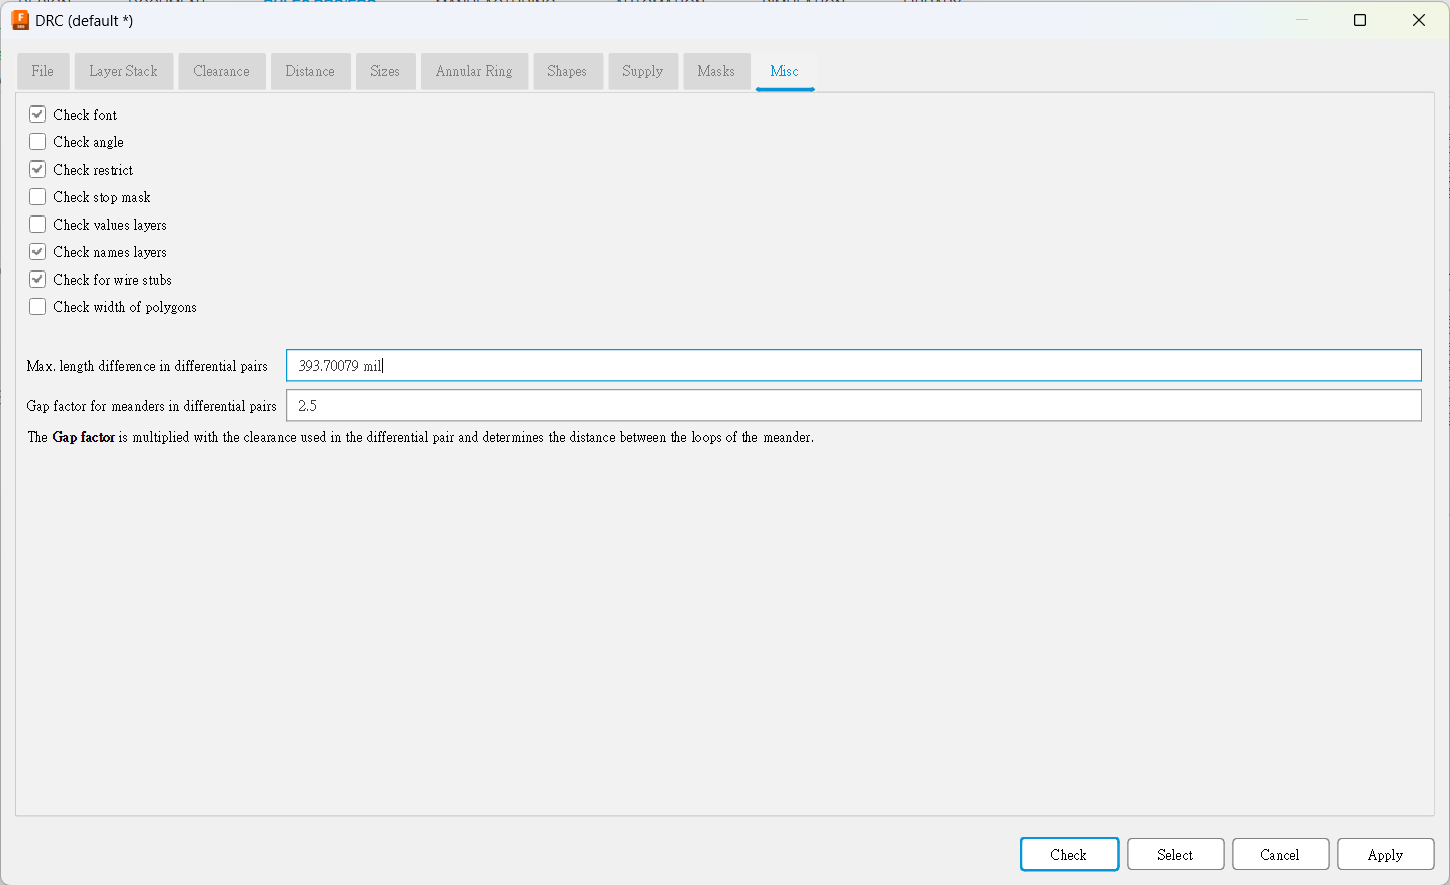 DRC (default *)
File Layer Stack Clearance Distance Sizes Annular Ring Shapes Supply Masks Misc
Check font
Check angle
Check restrict
Check stop mask
Check values layers
Check names layers
Check for wire stubs
Check width of polygons
Max. length difference in differential pairs 393.70079 mil
Gap factor for meanders in differential pairs 2.5
The Gap factor is multiplied with the clearance used in the differential pair and determines the distance between the loops of the meander.
Check Select Cancel Apply